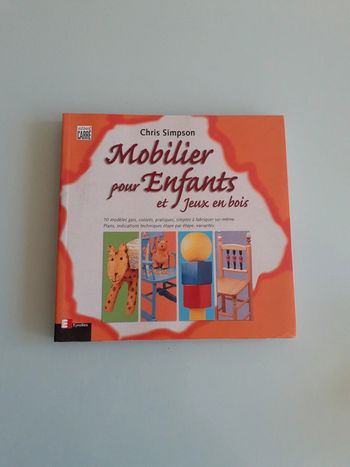 CARRÉ
Chris Simpson
Mobilier
pour Enfants
et Jeux en bois
10 modèles gais, colorés, pratiques, simples à fabriquer soi-même
Plans, indications techniques étape par étape, variantes
Eyrolles